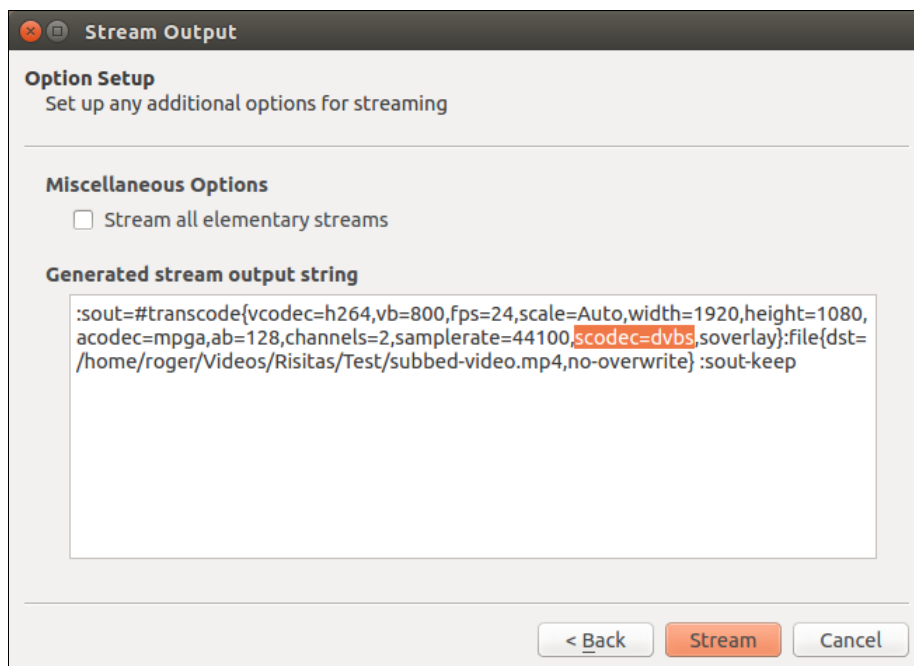 Stream Output
Option Setup
Set up any additional options for streaming
Miscellaneous Options
Stream all elementary streams
Generated stream output string
:sout=#transcode{vcodec=h264,vb=800,fps=24,scale=Auto,width=1920,height=1080,
acodec=mpga,ab=128,channels=2,samplerate=44100,scodec=dvbs,soverlay}:file{dst=
/home/roger/Videos/Risitas/Test/subbed-video.mp4,no-overwrite} :sout-keep
< Back
Stream
Cancel